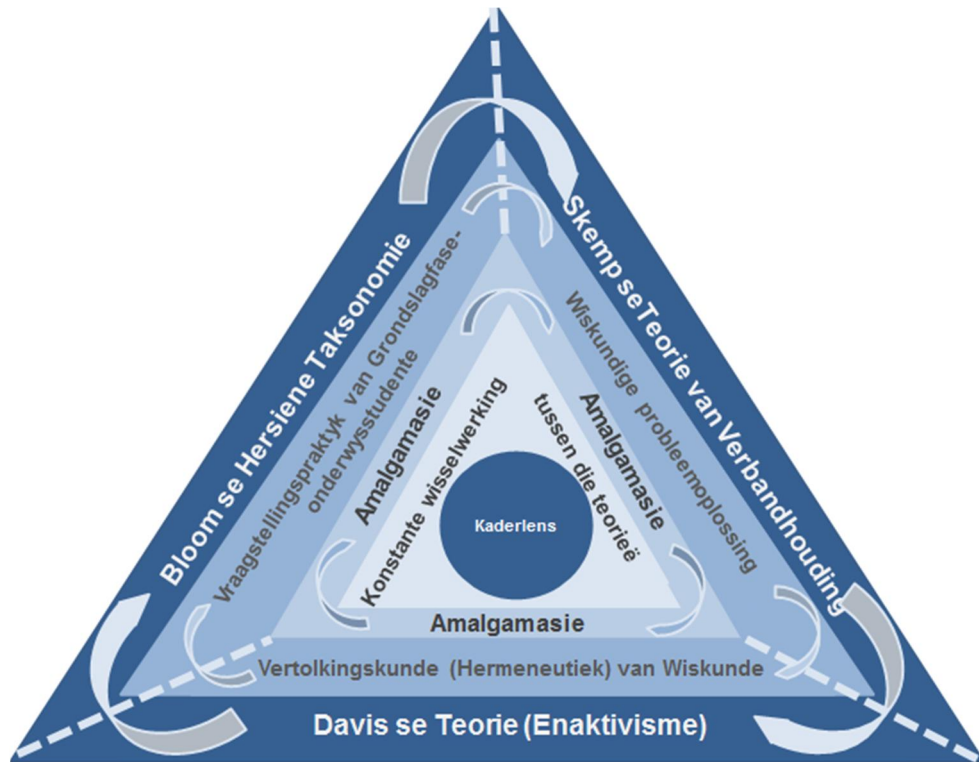 Bloom se Hersiene Taksonomie
Skemp se Teorie van Verbandhouding
Davis se Teorie (Enaktivisme)
Vraagstellingspraktyk van Grondslagfase-
onderwysstudente
Wiskundige probleemoplossing
Vertolkingskunde (Hermeneutiek) van Wiskunde
Amalgamasie
Amalgamasie
Amalgamasie
Konstante wisselwerking
tussen die teorieë
Kaderlens